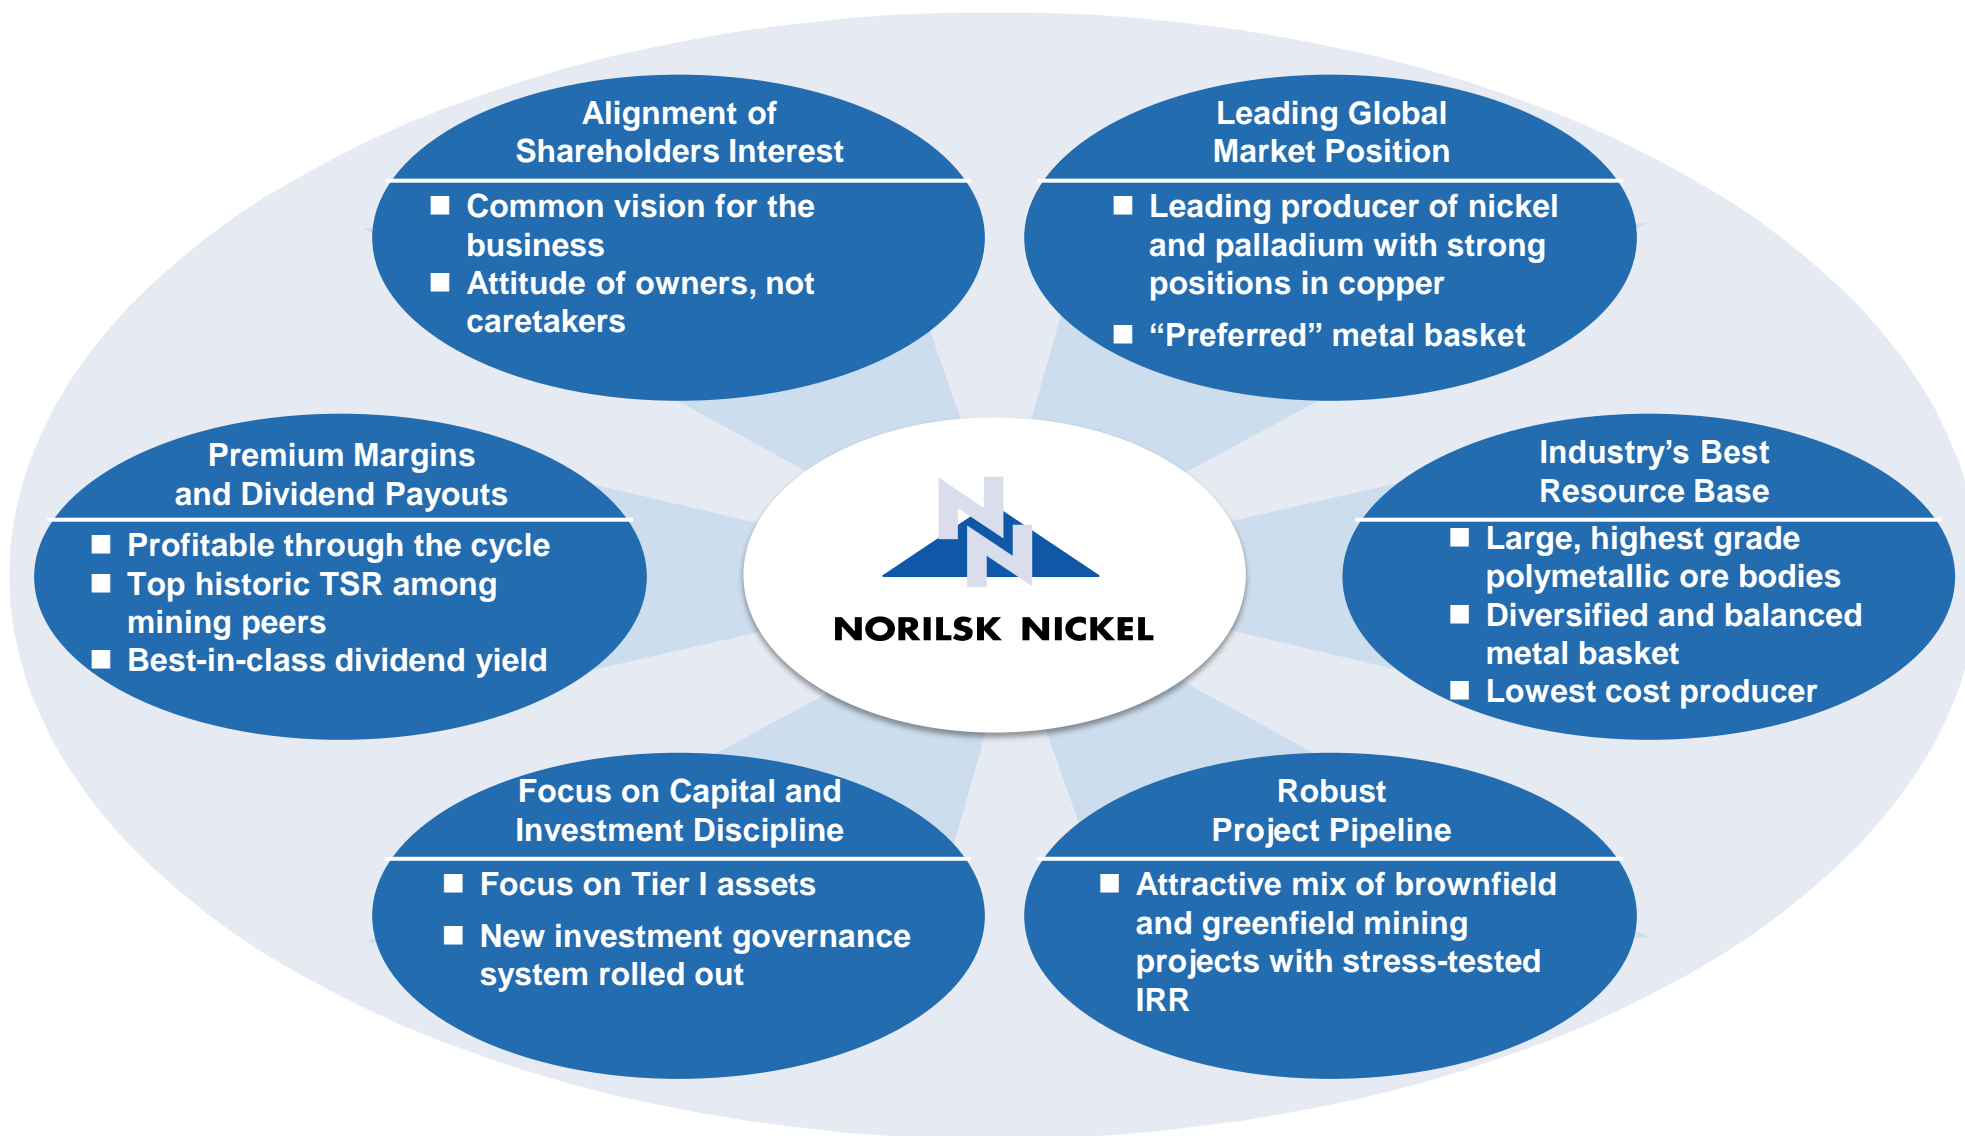 Alignment of
Shareholders Interest
■ Common vision for the
business
■ Attitude of owners, not
caretakers
Leading Global
Market Position
■ Leading producer of nickel
and palladium with strong
positions in copper
■ “Preferred” metal basket
Premium Margins
and Dividend Payouts
■ Profitable through the cycle
■ Top historic TSR among
mining peers
■ Best-in-class dividend yield
NORILSK NICKEL
Industry’s Best
Resource Base
■ Large, highest grade
polymetallic ore bodies
■ Diversified and balanced
metal basket
■ Lowest cost producer
Focus on Capital and
Investment Discipline
■ Focus on Tier I assets
■ New investment governance
system rolled out
Robust
Project Pipeline
■ Attractive mix of brownfield
and greenfield mining
projects with stress-tested
IRR